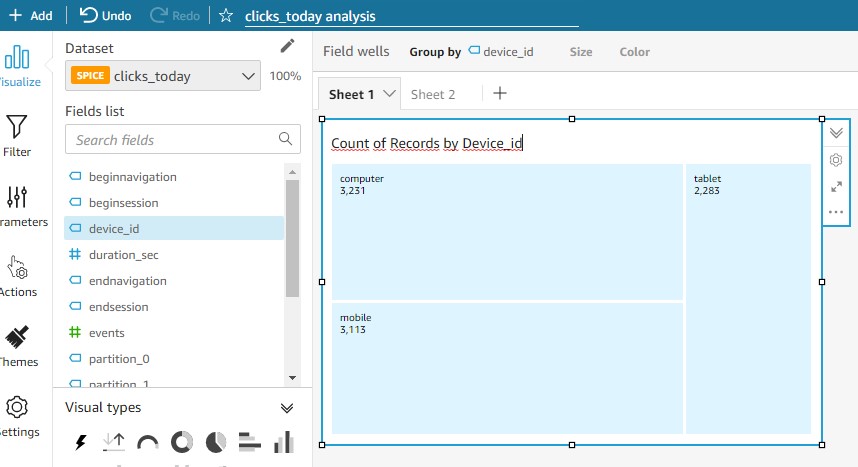 + Add Undo Redo clicks_today analysis
Visualize
Filter
Parameters
Actions
Themes
Settings
Dataset
SPICE clicks_today 100%
Fields list
Search fields
beginnavigation
beginsession
device_id
duration_sec
endnavigation
endsession
events
partition_0
partition_1
Visual types
Field wells Group by device_id Size Color
Sheet 1 Sheet 2 +
Count of Records by Device_id
computer
3,231
tablet
2,283
mobile
3,113